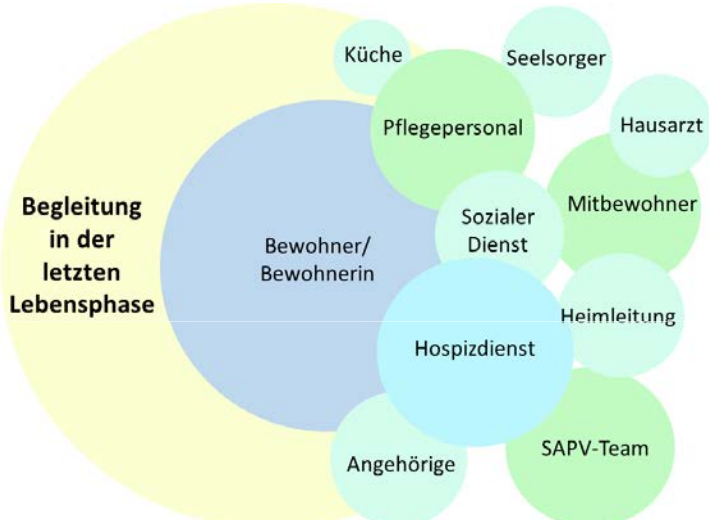 Küche
Seelsorger
Pflegepersonal
Hausarzt
Begleitung
in der
letzten
Lebensphase
Bewohner/
Bewohnerin
Sozialer
Dienst
Mitbewohner
Hospizdienst
Heimleitung
Angehörige
SAPV-Team